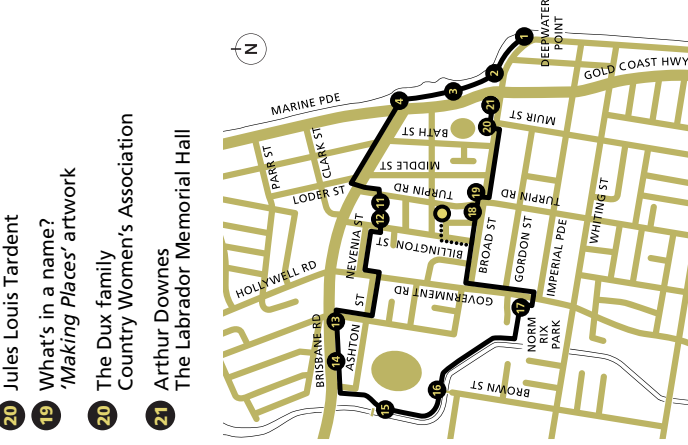 20 Jules Louis Tardent
19 What's in a name?
'Making Places' artwork
20 The Dux family
Country Women's Association
21 Arthur Downes
The Labrador Memorial Hall
N
1
DEEPWATER
POINT
2
GOLD COAST HWY
3
4
MARINE PDE
21
20
MUIR ST
BATH ST
PARR ST
CLARK ST
MIDDLE ST
LODER ST
TURPIN RD
19
18
TURPIN RD
11
12
WHITING ST
NEVENIA ST
BILLINGTON ST
BROAD ST
GORDON ST
IMPERIAL PDE
HOLLYWELL RD
GOVERNMENT RD
17
NORM
RIX
PARK
13
ASHTON ST
BRISBANE RD
14
16
BROWN ST
15